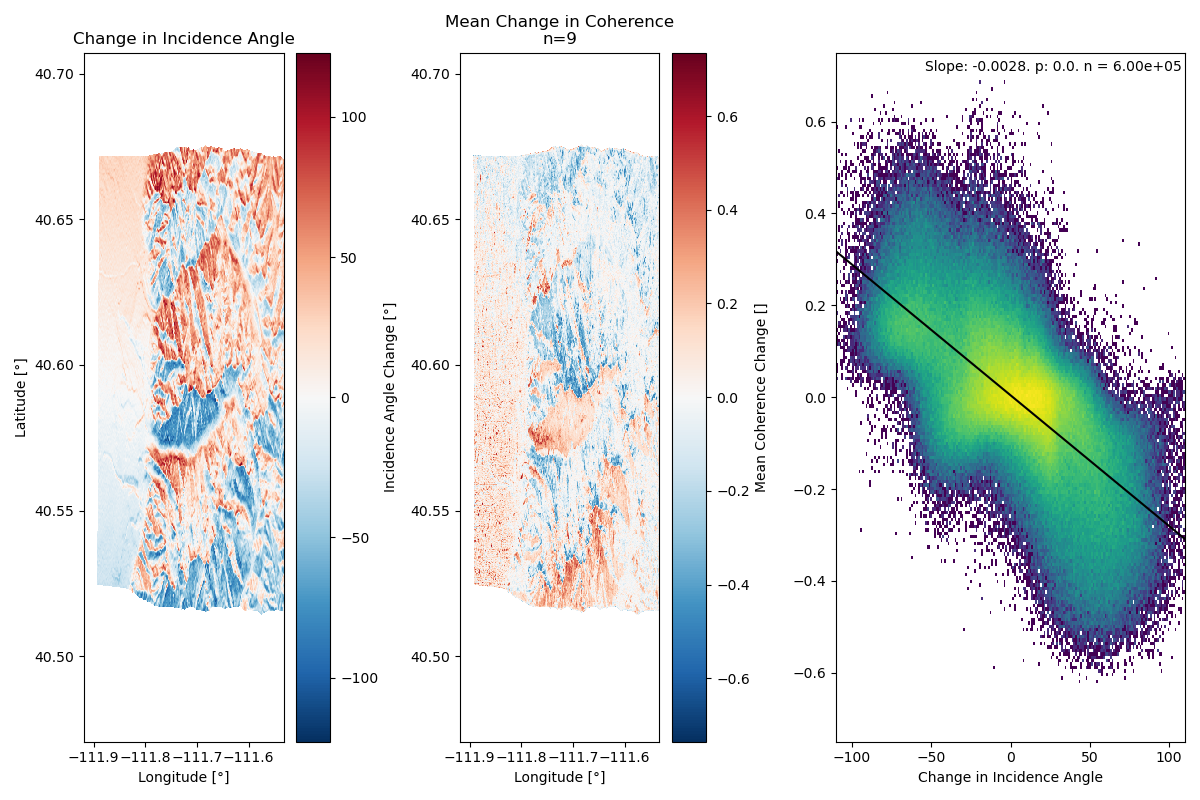 Change in Incidence Angle
40.70
40.65
40.60
40.55
40.50
Latitude [°]
−111.9 −111.8 −111.7 −111.6
Longitude [°]
100
50
0
−50
−100
Incidence Angle Change [°]
Mean Change in Coherence
n=9
40.70
40.65
40.60
40.55
40.50
−111.9 −111.8 −111.7 −111.6
Longitude [°]
0.6
0.4
0.2
0.0
−0.2
−0.4
−0.6
Mean Coherence Change []
Slope: -0.0028. p: 0.0. n = 6.00e+05
0.6
0.4
0.2
0.0
−0.2
−0.4
−0.6
−100 −50 0 50 100
Change in Incidence Angle